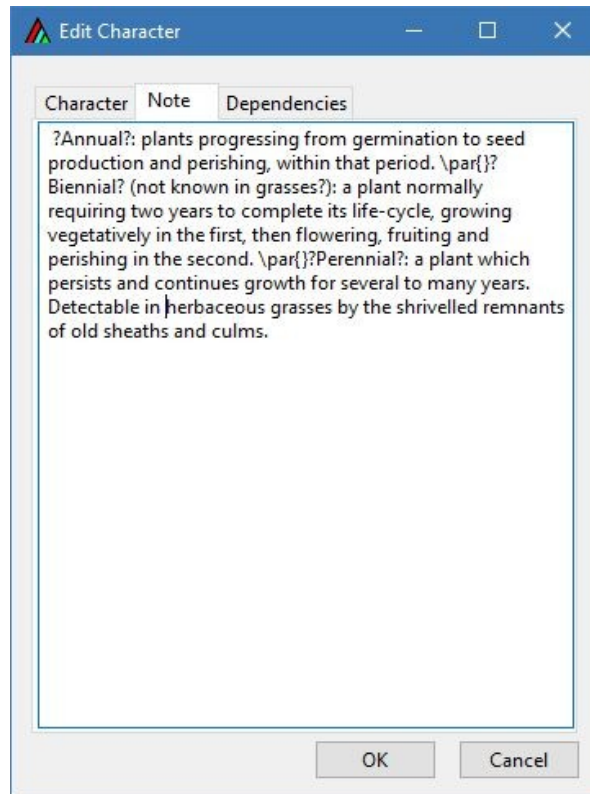 Edit Character
Character Note Dependencies
?Annual?: plants progressing from germination to seed
production and perishing, within that period. \par{}?
Biennial? (not known in grasses?): a plant normally
requiring two years to complete its life-cycle, growing
vegetatively in the first, then flowering, fruiting and
perishing in the second. \par{}?Perennial?: a plant which
persists and continues growth for several to many years.
Detectable in herbaceous grasses by the shrivelled remnants
of old sheaths and culms.
OK Cancel